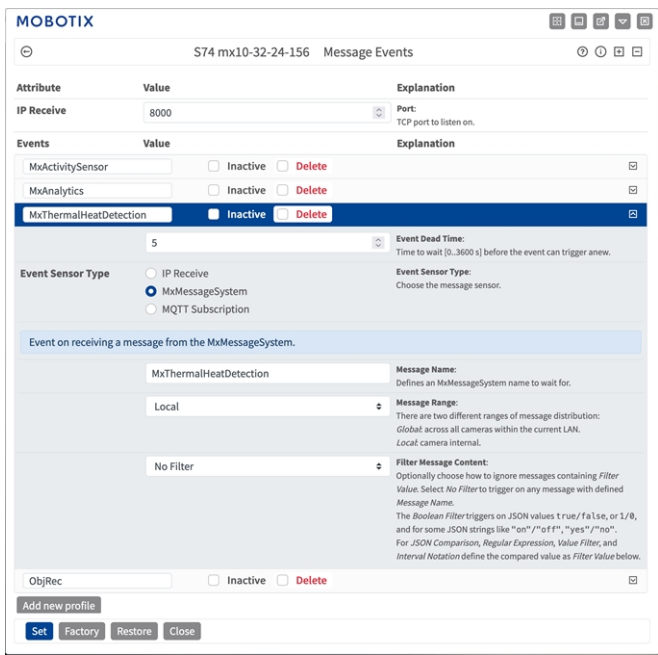 MOBOTIX
S74 mx10-32-24-156 Message Events
Attribute Value Explanation
IP Receive 8000 Port:
TCP port to listen on.
Events Value Explanation
MxActivitySensor Inactive Delete
MxAnalytics Inactive Delete
MxThermalHeatDetection Inactive Delete
5 Event Dead Time:
Time to wait [0..3600 s] before the event can trigger anew.
Event Sensor Type IP Receive Event Sensor Type:
Choose the message sensor.
MxMessageSystem
MQTT Subscription
Event on receiving a message from the MxMessageSystem.
MxThermalHeatDetection Message Name:
Defines an MxMessageSystem name to wait for.
Local Message Range:
There are two different ranges of message distribution:
Global: across all cameras within the current LAN.
Local: camera internal.
No Filter Filter Message Content:
Optionally choose how to ignore messages containing Filter
Value. Select No Filter to trigger on any message with defined
Message Name.
The Boolean Filter triggers on JSON values true/false, or 1/0,
and for some JSON strings like "on"/"off", "yes"/"no".
For JSON Comparison, Regular Expression, Value Filter, and
Interval Notation define the compared value as Filter Value below.
ObjRec Inactive Delete
Add new profile
Set Factory Restore Close